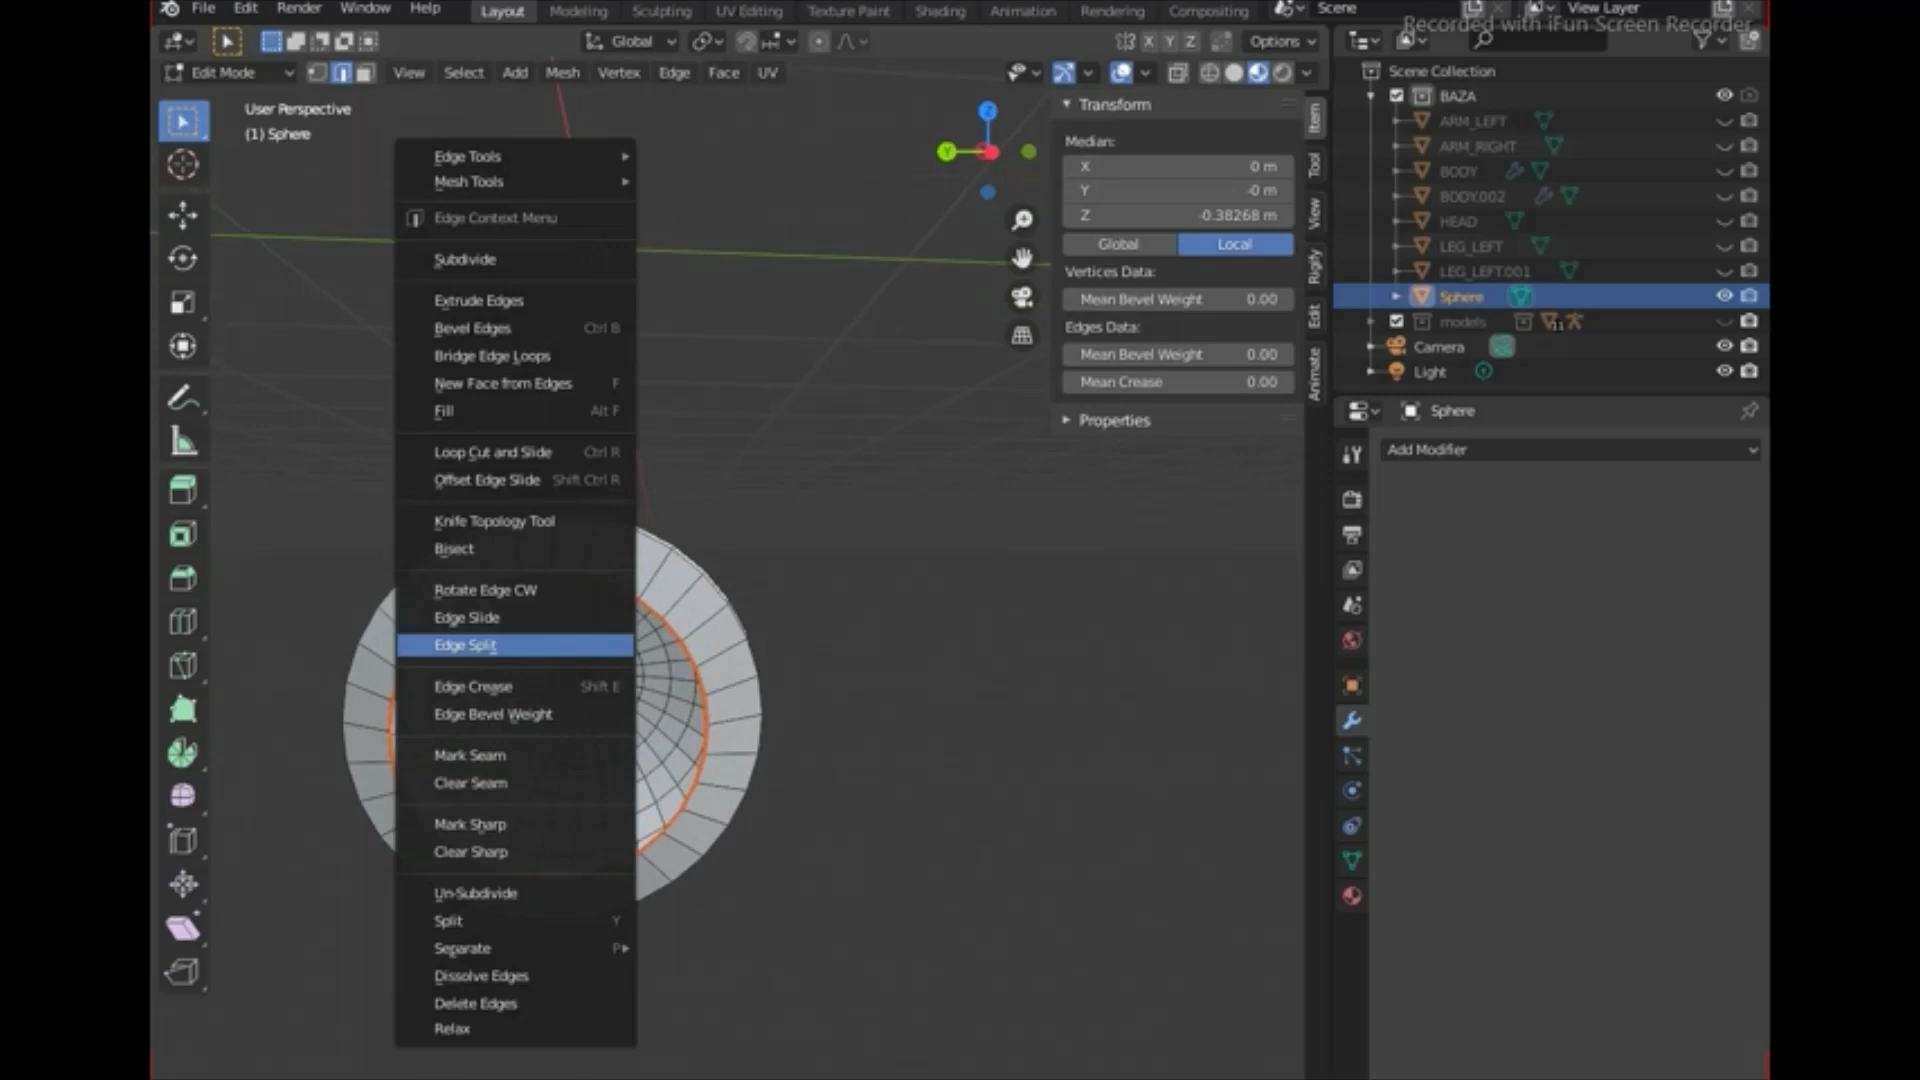 File Edit Render Window Help Layout Modeling Sculpting UV Editing Texture Paint Shading Animation Rendering Compositing Scene View Layer
Recorded with iFun Screen Recorder
Global Options
Edit Mode View Select Add Mesh Vertex Edge Face UV
User Perspective
(1) Sphere
Edge Tools
Mesh Tools
Edge Context Menu
Subdivide
Extrude Edges
Bevel Edges Ctrl B
Bridge Edge Loops
New Face from Edges F
Fill Alt F
Loop Cut and Slide Ctrl R
Offset Edge Slide Shift Ctrl R
Knife Topology Tool
Bisect
Rotate Edge CW
Edge Slide
Edge Split
Edge Crease Shift E
Edge Bevel Weight
Mark Seam
Clear Seam
Mark Sharp
Clear Sharp
Un-Subdivide
Split Y
Separate P
Dissolve Edges
Delete Edges
Relax
Z
Y
X Y Z
Transform
Median:
X 0 m
Y -0 m
Z -0.38268 m
Global Local
Vertices Data:
Mean Bevel Weight 0.00
Edges Data:
Mean Bevel Weight 0.00
Mean Crease 0.00
Properties
Item
Tool
View
Rigify
Edit
Animate
Scene Collection
BAZA
ARM_LEFT
ARM_RIGHT
BODY
BODY.002
HEAD
LEG_LEFT
LEG_LEFT.001
Sphere
models 11
Camera
Light
Sphere
Add Modifier